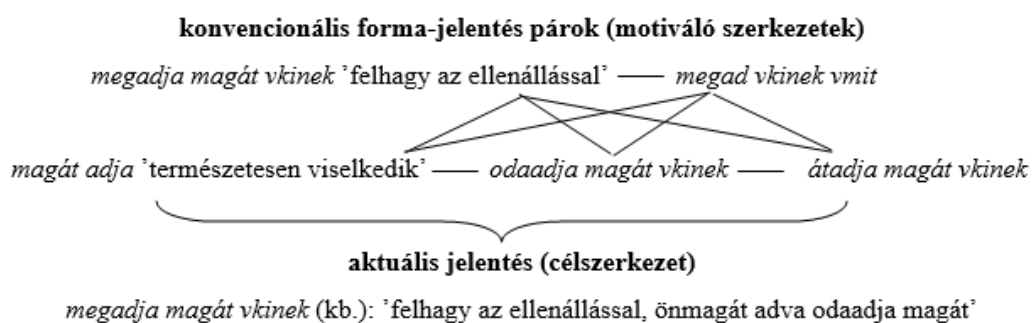 konvencionális forma-jelentés párok (motiváló szerkezetek)
megadja magát vkinek ’felhagy az ellenállással’ — megad vkinek vmit
magát adja ’természetesen viselkedik’ — odaadja magát vkinek — átadja magát vkinek
aktuális jelentés (célszerkezet)
megadja magát vkinek (kb.): ’felhagy az ellenállással, önmagát adva odaadja magát’